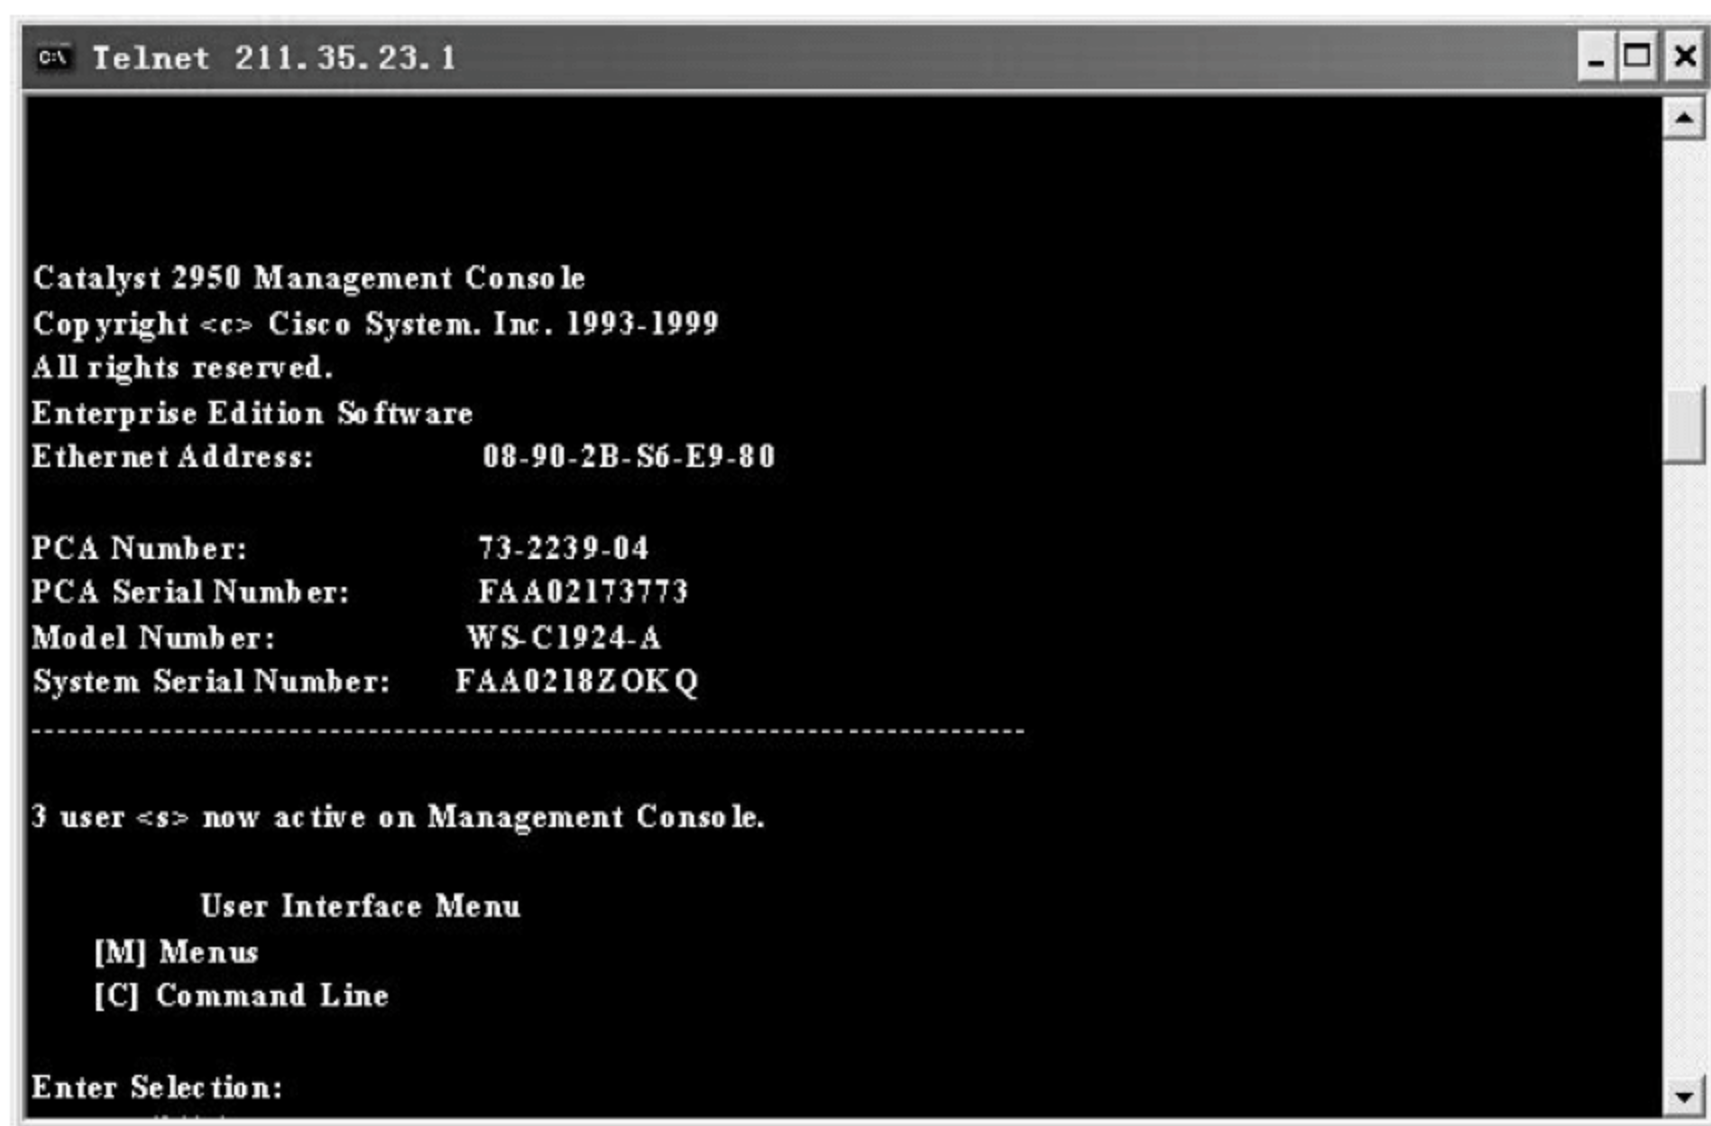 Telnet 211.35.23.1
Catalyst 2950 Management Console
Copyright <c> Cisco System. Inc. 1993-1999
All rights reserved.
Enterprise Edition Software
Ethernet Address: 08-90-2B-S6-E9-80
PCA Number: 73-2239-04
PCA Serial Number: FAA02173773
Model Number: WS-C1924-A
System Serial Number: FAA0218ZOKQ
--------------------------------------------------------------------------
3 user <s> now active on Management Console.
User Interface Menu
[M] Menus
[C] Command Line
Enter Selection: